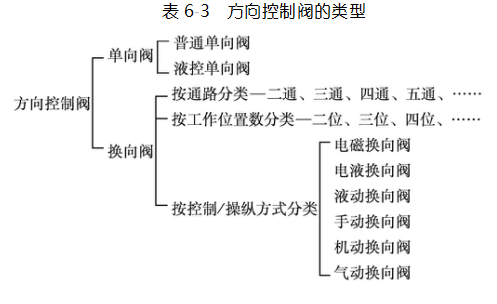 表 6-3 方向控制阀的类型
普通单向阀
单向阀
液控单向阀
方向控制阀
按通路分类—二通、三通、四通、五通、……
按工作位置数分类—二位、三位、四位、……
换向阀
电磁换向阀
电液换向阀
液动换向阀
按控制/操纵方式分类
手动换向阀
机动换向阀
气动换向阀